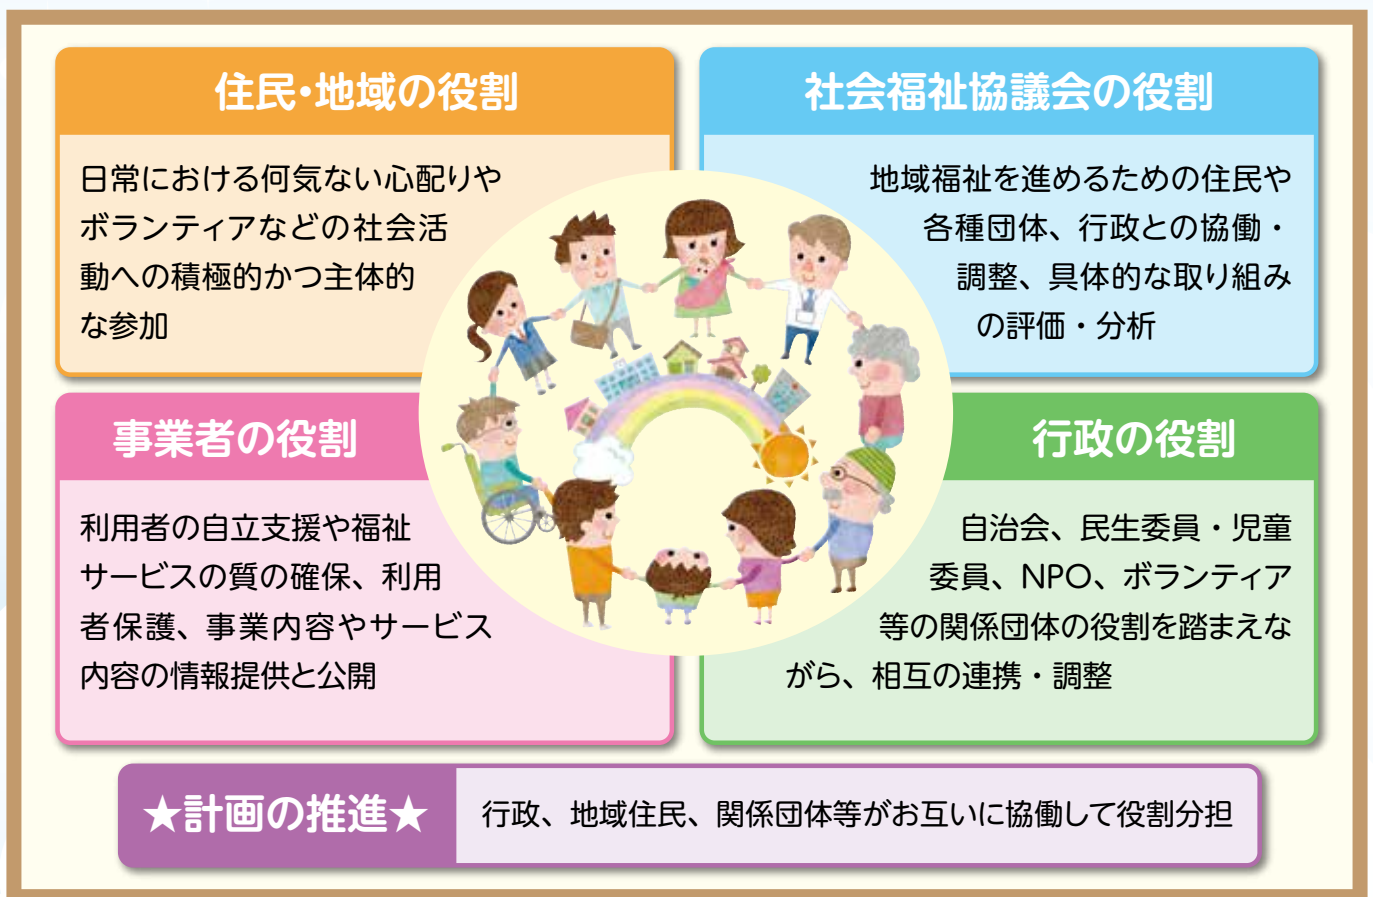 住民・地域の役割
日常における何気ない心配りや
ボランティアなどの社会活
動への積極的かつ主体的
な参加
社会福祉協議会の役割
地域福祉を進めるための住民や
各種団体、行政との協働・
調整、具体的な取り組み
の評価・分析
事業者の役割
利用者の自立支援や福祉
サービスの質の確保、利用
者保護、事業内容やサービス
内容の情報提供と公開
行政の役割
自治会、民生委員・児童
委員、NPO、ボランティア
等の関係団体の役割を踏まえな
がら、相互の連携・調整
★計画の推進★
行政、地域住民、関係団体等がお互いに協働して役割分担